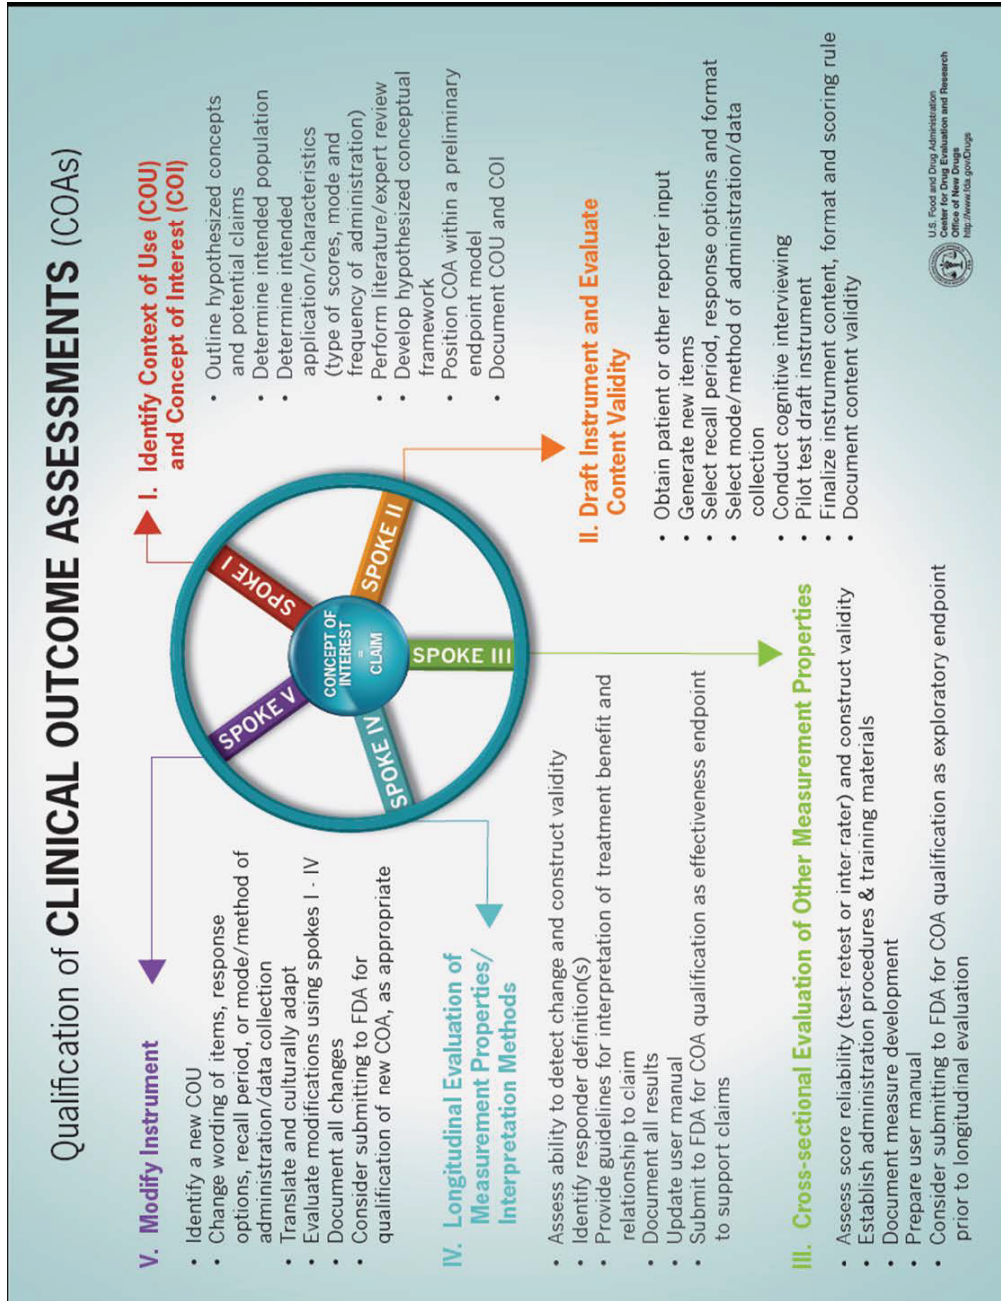 Qualification of CLINICAL OUTCOME ASSESSMENTS (COAs)
I. Identify Context of Use (COU)
and Concept of Interest (COI)
• Outline hypothesized concepts
and potential claims
• Determine intended population
• Determine intended
application/characteristics
(type of scores, mode and
frequency of administration)
• Perform literature/expert review
• Develop hypothesized conceptual
framework
• Position COA within a preliminary
endpoint model
• Document COU and COI
II. Draft Instrument and Evaluate
Content Validity
• Obtain patient or other reporter input
• Generate new items
• Select recall period, response options and format
• Select mode/method of administration/data
collection
• Conduct cognitive interviewing
• Pilot test draft instrument
• Finalize instrument content, format and scoring rule
• Document content validity
III. Cross-sectional Evaluation of Other Measurement Properties
• Assess score reliability (test-retest or inter-rater) and construct validity
• Establish administration procedures & training materials
• Document measure development
• Prepare user manual
• Consider submitting to FDA for COA qualification as exploratory endpoint
prior to longitudinal evaluation
IV. Longitudinal Evaluation of
Measurement Properties/
Interpretation Methods
• Assess ability to detect change and construct validity
• Identify responder definition(s)
• Provide guidelines for interpretation of treatment benefit and
relationship to claim
• Document all results
• Update user manual
• Submit to FDA for COA qualification as effectiveness endpoint
to support claims
V. Modify Instrument
• Identify a new COU
• Change wording of items, response
options, recall period, or mode/method of
administration/data collection
• Translate and culturally adapt
• Evaluate modifications using spokes I - IV
• Document all changes
• Consider submitting to FDA for
qualification of new COA, as appropriate
SPOKE I
SPOKE II
SPOKE III
SPOKE IV
SPOKE V
CONCEPT OF
INTEREST
=
CLAIM
U.S. Food and Drug Administration
Center for Drug Evaluation and Research
Office of New Drugs
http://www.fda.gov/Drugs